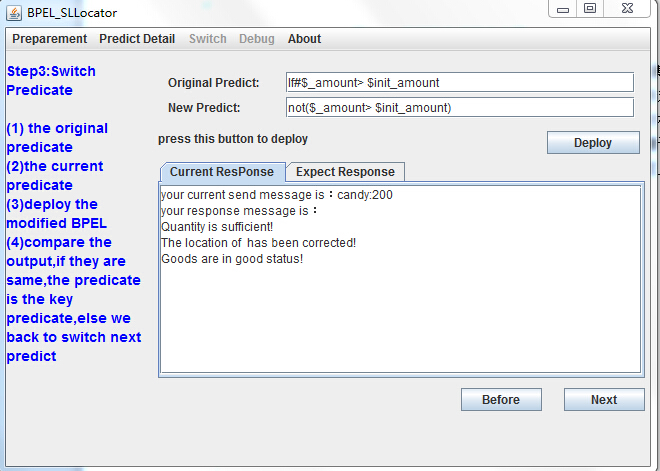 BPEL_SLLocator
Preparement Predict Detail Switch Debug About
Step3:Switch
Predicate
(1) the original
predicate
(2)the current
predicate
(3)deploy the
modified BPEL
(4)compare the
output,if they are
same,the predicate
is the key
predicate,else we
back to switch next
predict
Original Predict: If#$_amount> $init_amount
New Predict: not($_amount> $init_amount)
press this button to deploy Deploy
Current ResPonse Expect Response
your current send message is：candy:200
your response message is：
Quantity is sufficient!
The location of  has been corrected!
Goods are in good status!
Before Next